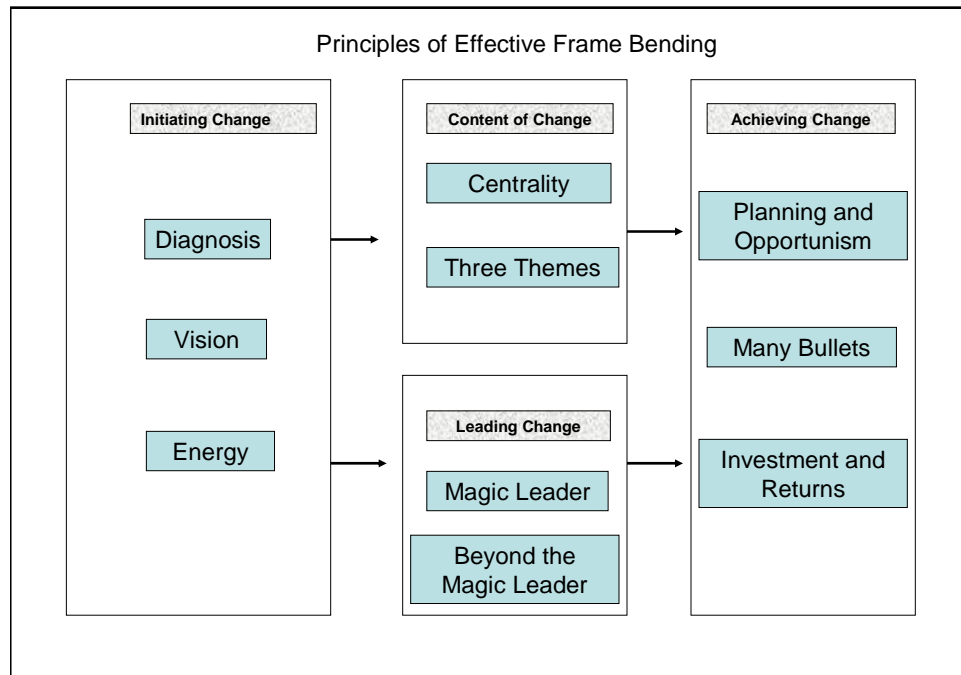 Principles of Effective Frame Bending
Initiating Change
Diagnosis
Vision
Energy
Content of Change
Centrality
Three Themes
Leading Change
Magic Leader
Beyond the
Magic Leader
Achieving Change
Planning and
Opportunism
Many Bullets
Investment and
Returns